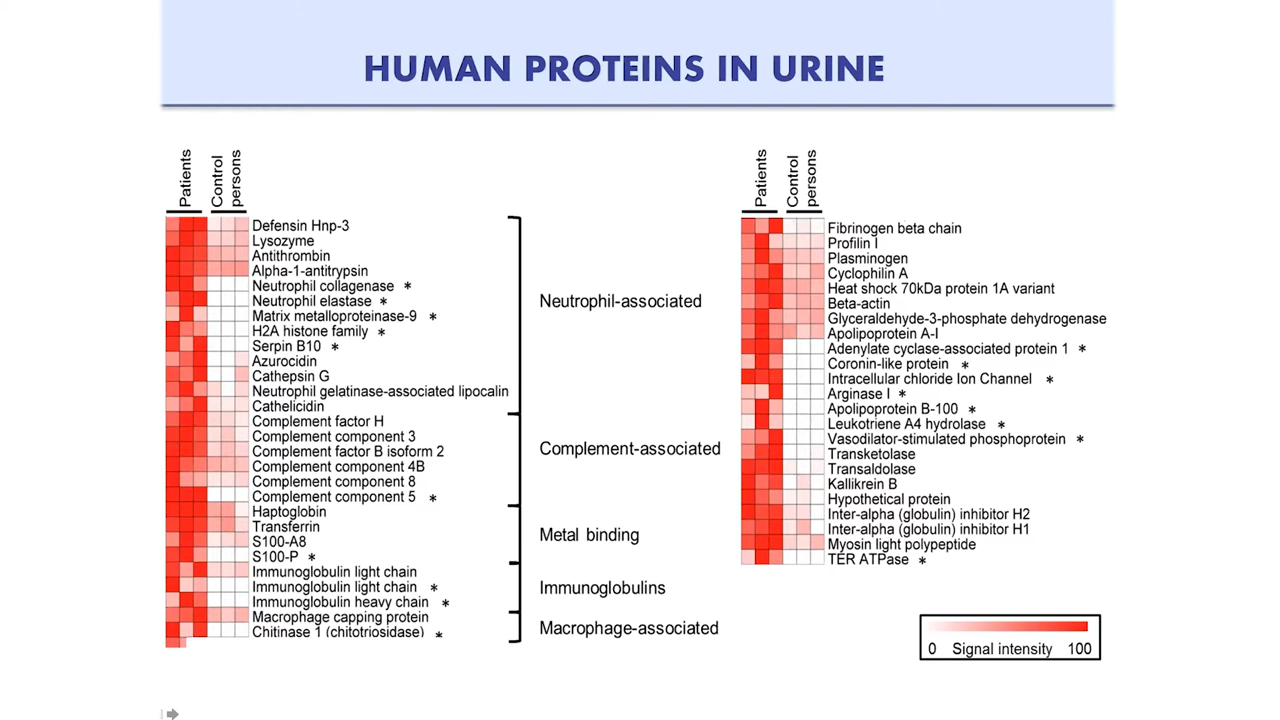 HUMAN PROTEINS IN URINE
Patients
Control
persons
Defensin Hnp-3
Lysozyme
Antithrombin
Alpha-1-antitrypsin
Neutrophil collagenase *
Neutrophil elastase *
Matrix metalloproteinase-9 *
H2A histone family *
Serpin B10 *
Azurocidin
Cathepsin G
Neutrophil gelatinase-associated lipocalin
Cathelicidin
Complement factor H
Complement component 3
Complement factor B isoform 2
Complement component 4B
Complement component 8
Complement component 5 *
Haptoglobin
Transferrin
S100-A8
S100-P *
Immunoglobulin light chain
Immunoglobulin light chain *
Immunoglobulin heavy chain *
Macrophage capping protein
Chitinase 1 (chitotriosidase) *
Neutrophil-associated
Complement-associated
Metal binding
Immunoglobulins
Macrophage-associated
Patients
Control
persons
Fibrinogen beta chain
Profilin I
Plasminogen
Cyclophilin A
Heat shock 70kDa protein 1A variant
Beta-actin
Glyceraldehyde-3-phosphate dehydrogenase
Apolipoprotein A-I
Adenylate cyclase-associated protein 1 *
Coronin-like protein *
Intracellular chloride Ion Channel *
Arginase I *
Apolipoprotein B-100 *
Leukotriene A4 hydrolase *
Vasodilator-stimulated phosphoprotein *
Transketolase
Transaldolase
Kallikrein B
Hypothetical protein
Inter-alpha (globulin) inhibitor H2
Inter-alpha (globulin) inhibitor H1
Myosin light polypeptide
TER ATPase *
0 Signal intensity 100